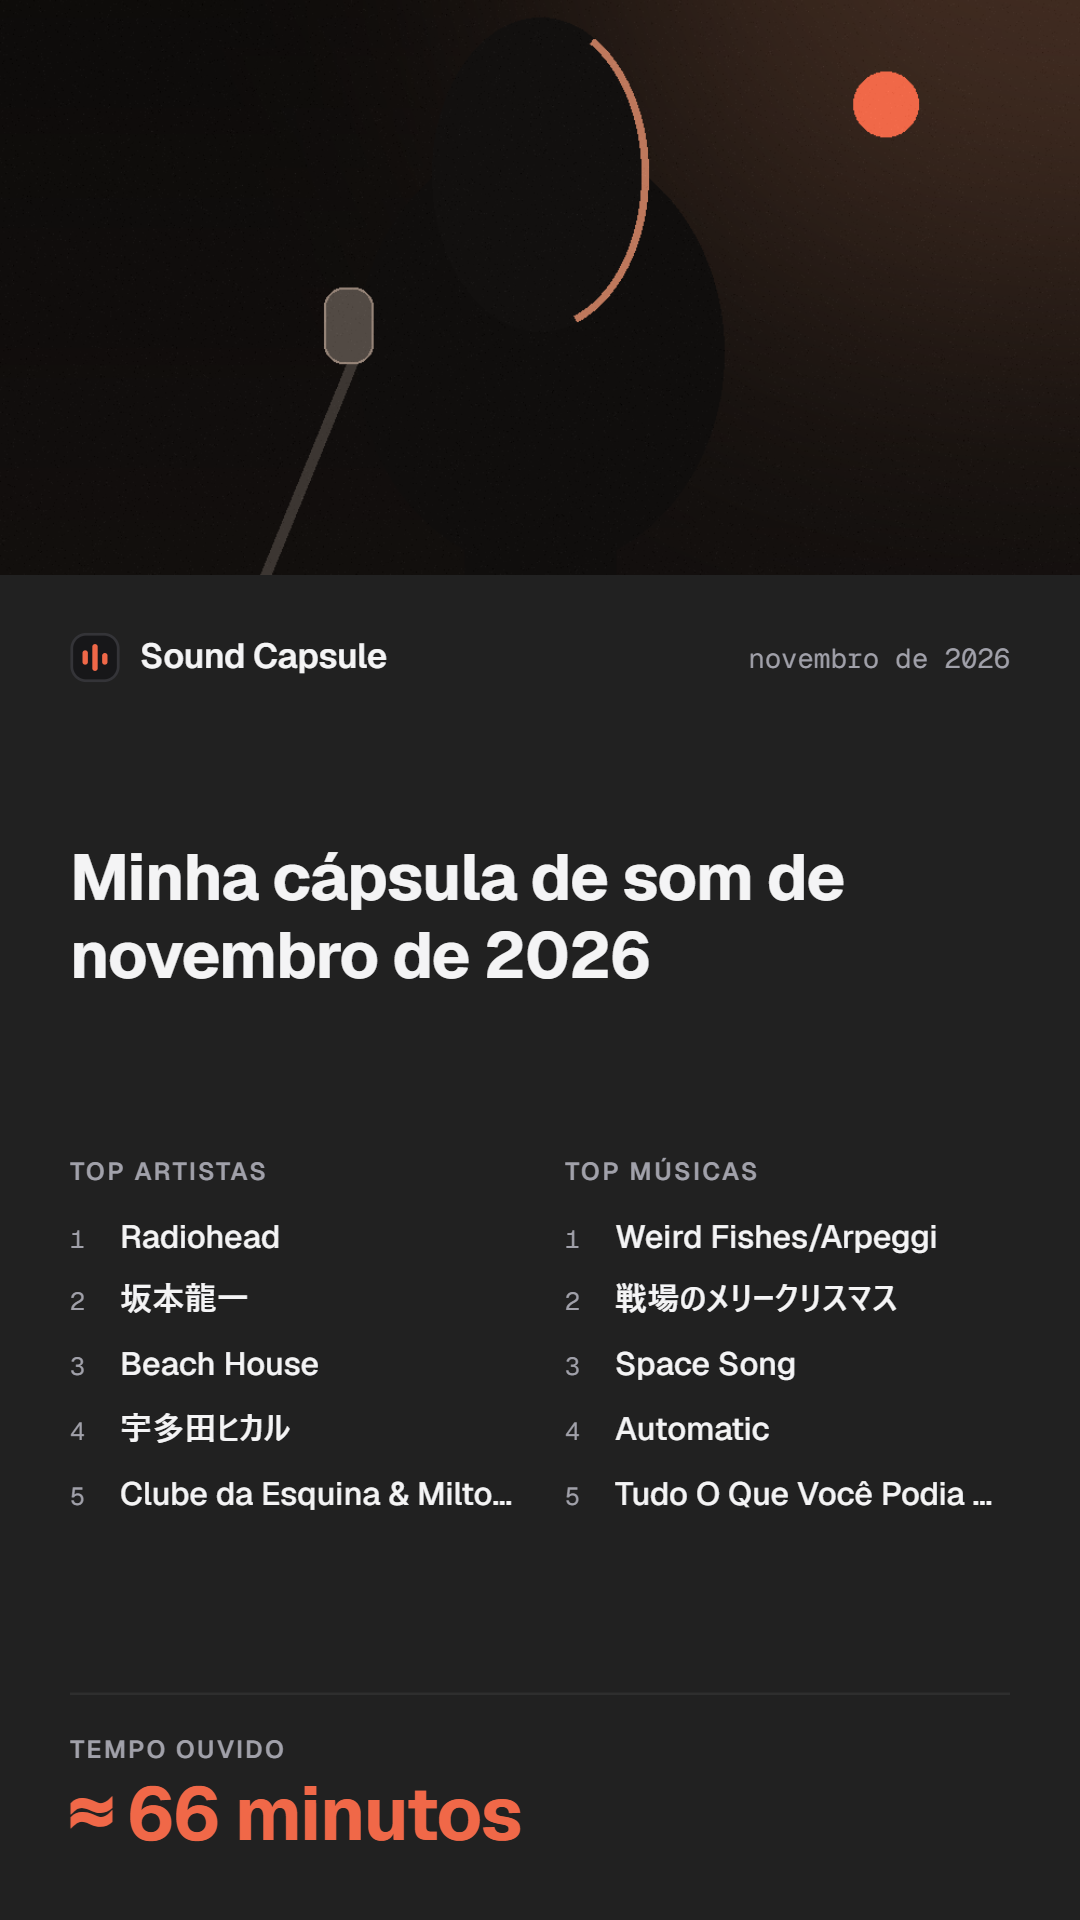 Sound Capsule
novembro de 2026
Minha cápsula de som de
novembro de 2026
TOP ARTISTAS
1 Radiohead
2 坂本龍一
3 Beach House
4 宇多田ヒカル
5 Clube da Esquina & Milto...
TOP MÚSICAS
1 Weird Fishes/Arpeggi
2 戦場のメリークリスマス
3 Space Song
4 Automatic
5 Tudo O Que Você Podia ...
TEMPO OUVIDO
≈ 66 minutos